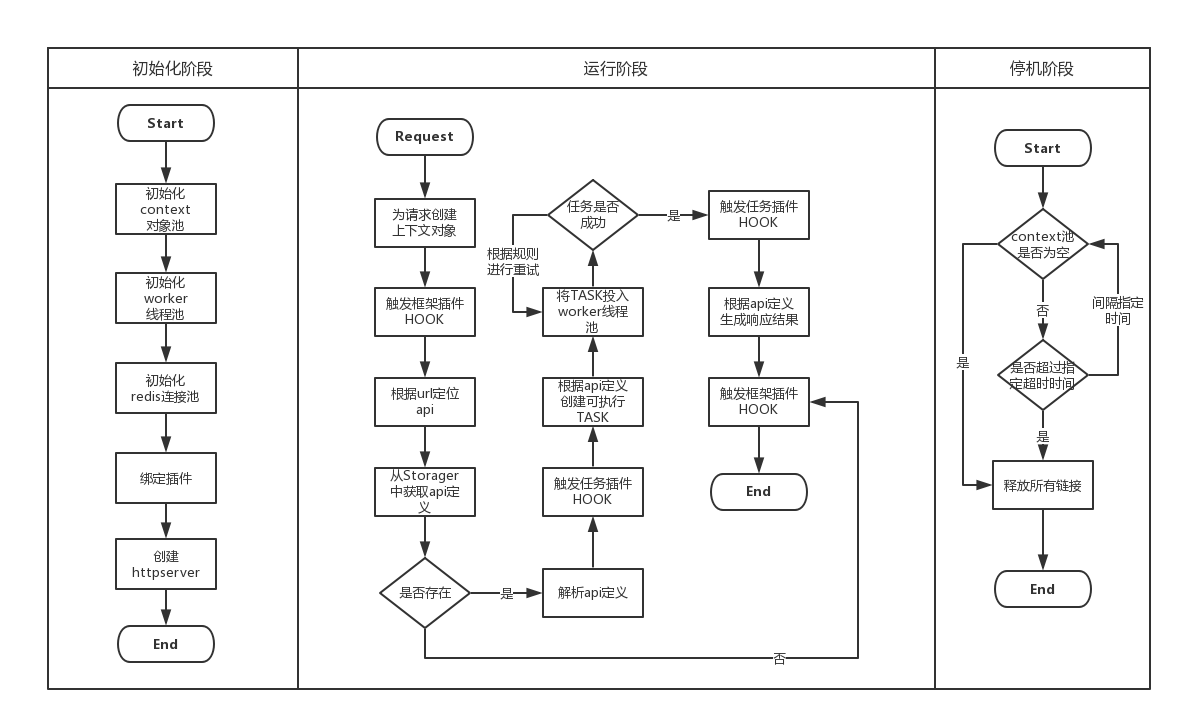 初始化阶段
运行阶段
停机阶段
Start
初始化
context
对象池
初始化
worker
线程池
初始化
redis连接池
绑定插件
创建
httpserver
End
Request
为请求创建
上下文对象
触发框架插件
HOOK
根据url定位
api
从Storager
中获取api定
义
是否存在
是
否
解析api定义
触发任务插件
HOOK
根据api定义
创建可执行
TASK
将TASK投入
worker线程
池
根据规则
进行重试
任务是否
成功
是
触发任务插件
HOOK
根据api定义
生成响应结果
触发框架插件
HOOK
End
Start
context池
是否为空
是
否
间隔指定
时间
是否超过指
定超时时间
是
释放所有链接
End